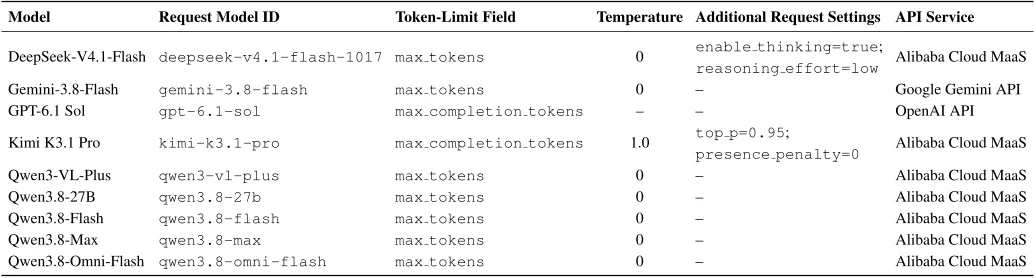 Model Request Model ID Token-Limit Field Temperature Additional Request Settings API Service
DeepSeek-V4.1-Flash deepseek-v4.1-flash-1017 max_tokens 0 enable_thinking=true; reasoning_effort=low Alibaba Cloud MaaS
Gemini-3.8-Flash gemini-3.8-flash max_tokens 0 – Google Gemini API
GPT-6.1 Sol gpt-6.1-sol max_completion_tokens – – OpenAI API
Kimi K3.1 Pro kimi-k3.1-pro max_completion_tokens 1.0 top_p=0.95; presence_penalty=0 Alibaba Cloud MaaS
Qwen3-VL-Plus qwen3-vl-plus max_tokens 0 – Alibaba Cloud MaaS
Qwen3.8-27B qwen3.8-27b max_tokens 0 – Alibaba Cloud MaaS
Qwen3.8-Flash qwen3.8-flash max_tokens 0 – Alibaba Cloud MaaS
Qwen3.8-Max qwen3.8-max max_tokens 0 – Alibaba Cloud MaaS
Qwen3.8-Omni-Flash qwen3.8-omni-flash max_tokens 0 – Alibaba Cloud MaaS